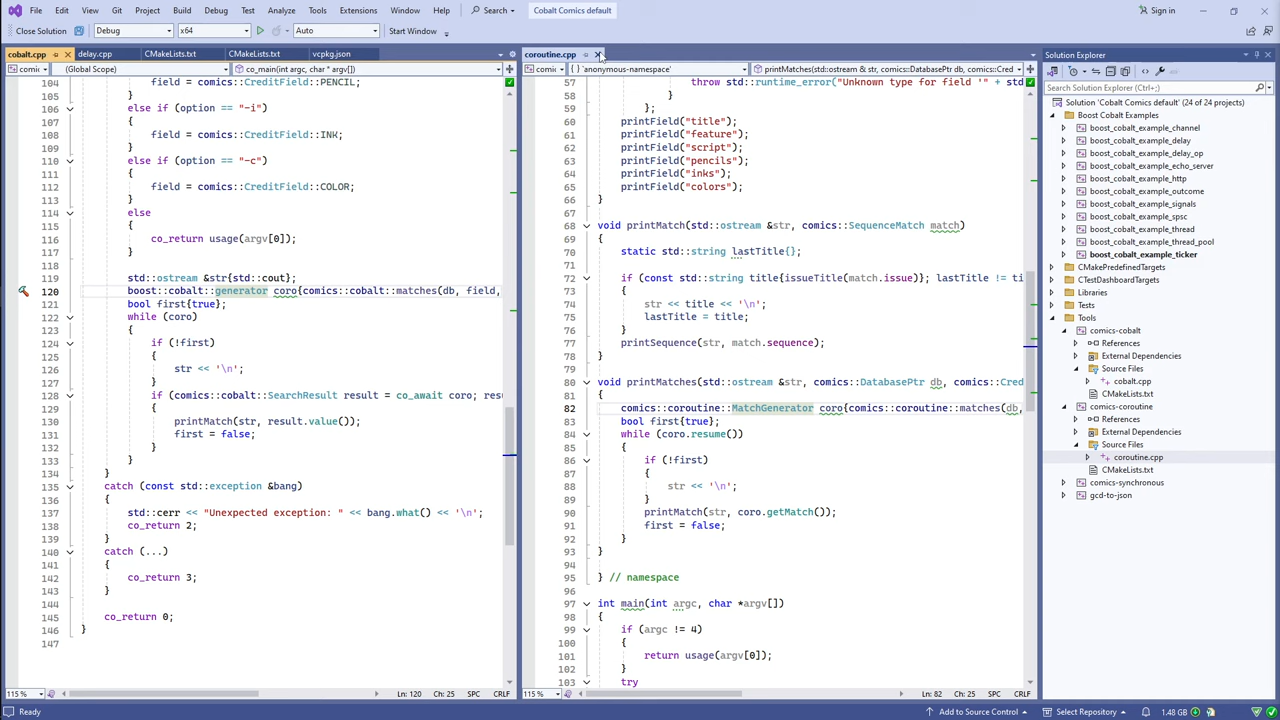 File Edit View Git Project Build Debug Test Analyze Tools Extensions Window Help Search Cobalt Comics default Sign in
Close Solution Debug x64 Auto Start Window
cobalt.cpp delay.cpp CMakeLists.txt CMakeLists.txt vcpkg.json
comic (Global Scope) co_main(int argc, char * argv[])
104 field = comics::CreditField::PENCIL;
105 }
106 else if (option == "-i")
107 {
108 field = comics::CreditField::INK;
109 }
110 else if (option == "-c")
111 {
112 field = comics::CreditField::COLOR;
113 }
114 else
115 {
116 co_return usage(argv[0]);
117 }
118
119 std::ostream &str{std::cout};
120 boost::cobalt::generator coro{comics::cobalt::matches(db, field,
121 bool first{true};
122 while (coro)
123 {
124 if (!first)
125 {
126 str << '\n';
127 }
128 if (comics::cobalt::SearchResult result = co_await coro; res
129 {
130 printMatch(str, result.value());
131 first = false;
132 }
133 }
134 }
135 catch (const std::exception &bang)
136 {
137 std::cerr << "Unexpected exception: " << bang.what() << '\n';
138 co_return 2;
139 }
140 catch (...)
141 {
142 co_return 3;
143 }
144
145 co_return 0;
146 }
147
115 % Ln: 120 Ch: 25 SPC CRLF
coroutine.cpp
comic { } 'anonymous-namespace' printMatches(std::ostream & str, comics::DatabasePtr db, comics::Cred
57 throw std::runtime_error("Unknown type for field '" + std
58 }
59 };
60 printField("title");
61 printField("feature");
62 printField("script");
63 printField("pencils");
64 printField("inks");
65 printField("colors");
66 }
67
68 void printMatch(std::ostream &str, comics::SequenceMatch match)
69 {
70 static std::string lastTitle{};
71
72 if (const std::string title{issueTitle(match.issue)}; lastTitle != ti
73 {
74 str << title << '\n';
75 lastTitle = title;
76 }
77 printSequence(str, match.sequence);
78 }
79
80 void printMatches(std::ostream &str, comics::DatabasePtr db, comics::Cred
81 {
82 comics::coroutine::MatchGenerator coro{comics::coroutine::matches(db,
83 bool first{true};
84 while (coro.resume())
85 {
86 if (!first)
87 {
88 str << '\n';
89 }
90 printMatch(str, coro.getMatch());
91 first = false;
92 }
93 }
94
95 } // namespace
96
97 int main(int argc, char *argv[])
98 {
99 if (argc != 4)
100 {
101 return usage(argv[0]);
102 }
103 try
115 % Ln: 82 Ch: 25 SPC CRLF
Solution Explorer
Search Solution Explorer (Ctrl+;)
Solution 'Cobalt Comics default' (24 of 24 projects)
Boost Cobalt Examples
boost_cobalt_example_channel
boost_cobalt_example_delay
boost_cobalt_example_delay_op
boost_cobalt_example_echo_server
boost_cobalt_example_http
boost_cobalt_example_outcome
boost_cobalt_example_signals
boost_cobalt_example_spsc
boost_cobalt_example_thread
boost_cobalt_example_thread_pool
boost_cobalt_example_ticker
CMakePredefinedTargets
CTestDashboardTargets
Libraries
Tests
Tools
comics-cobalt
References
External Dependencies
Source Files
cobalt.cpp
CMakeLists.txt
comics-coroutine
References
External Dependencies
Source Files
coroutine.cpp
CMakeLists.txt
comics-synchronous
gcd-to-json
Ready Add to Source Control Select Repository 1.48 GB